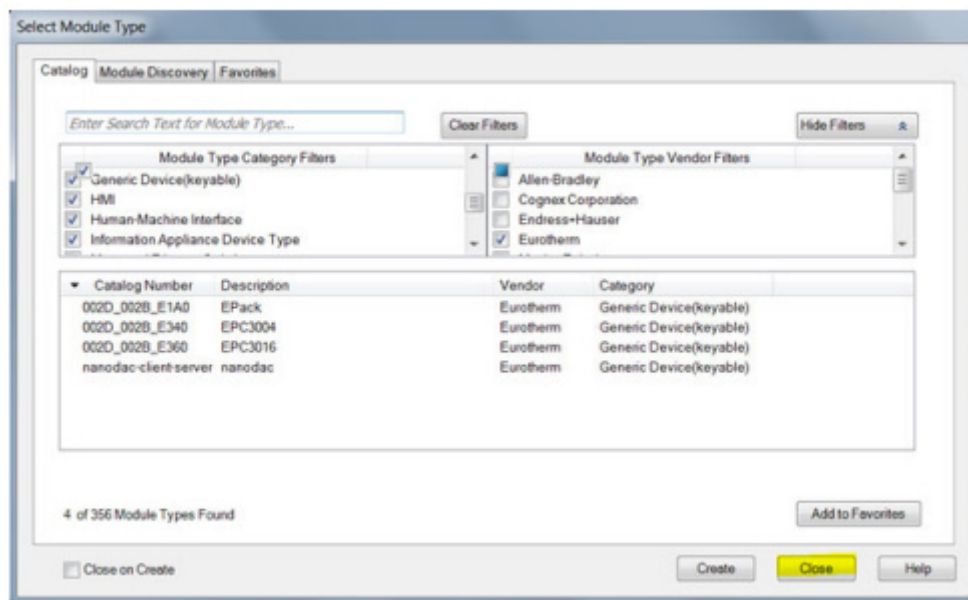 Select Module Type
Catalog Module Discovery Favorites
Enter Search Text for Module Type...
Clear Filters
Hide Filters
Module Type Category Filters
Generic Device(keyable)
HMI
Human-Machine Interface
Information Appliance Device Type
Module Type Vendor Filters
Allen-Bradley
Cognex Corporation
Endress+Hauser
Eurotherm
Catalog Number Description Vendor Category
002D_002B_E1A0 EPack Eurotherm Generic Device(keyable)
002D_002B_E340 EPC3004 Eurotherm Generic Device(keyable)
002D_002B_E360 EPC3016 Eurotherm Generic Device(keyable)
nanodac-client-server nanodac Eurotherm Generic Device(keyable)
4 of 356 Module Types Found
Add to Favorites
Close on Create
Create
Close
Help